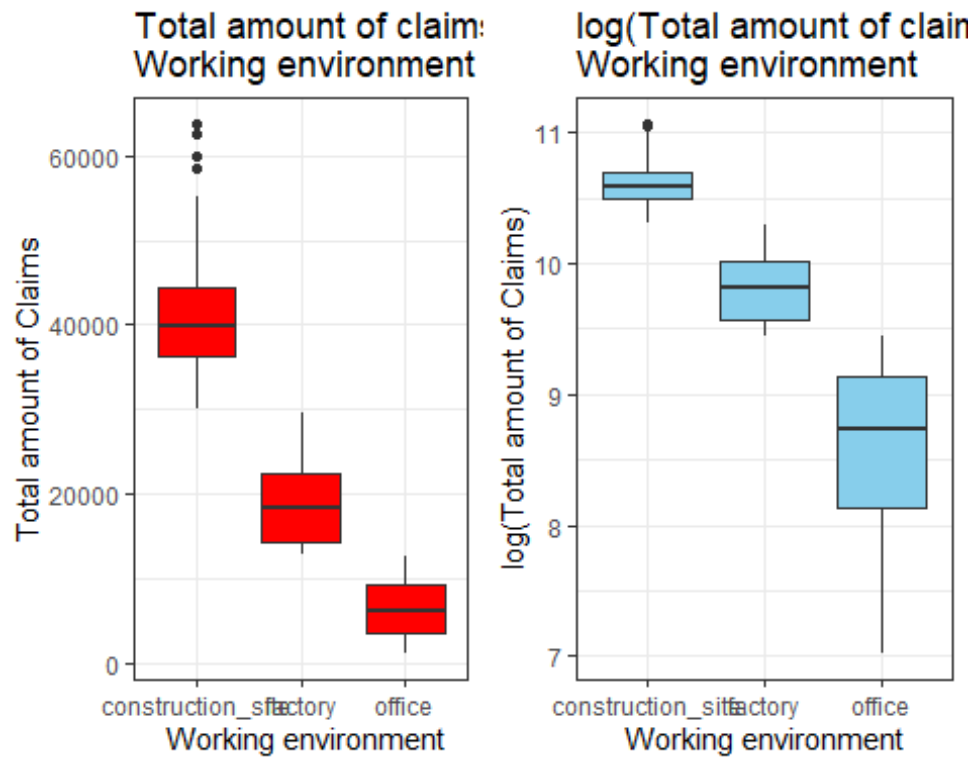 Total amount of claims
Working environment
Total amount of Claims
60000
40000
20000
0
construction_site factory office
Working environment
log(Total amount of claim
Working environment
log(Total amount of Claims)
11
10
9
8
7
construction_site factory office
Working environment